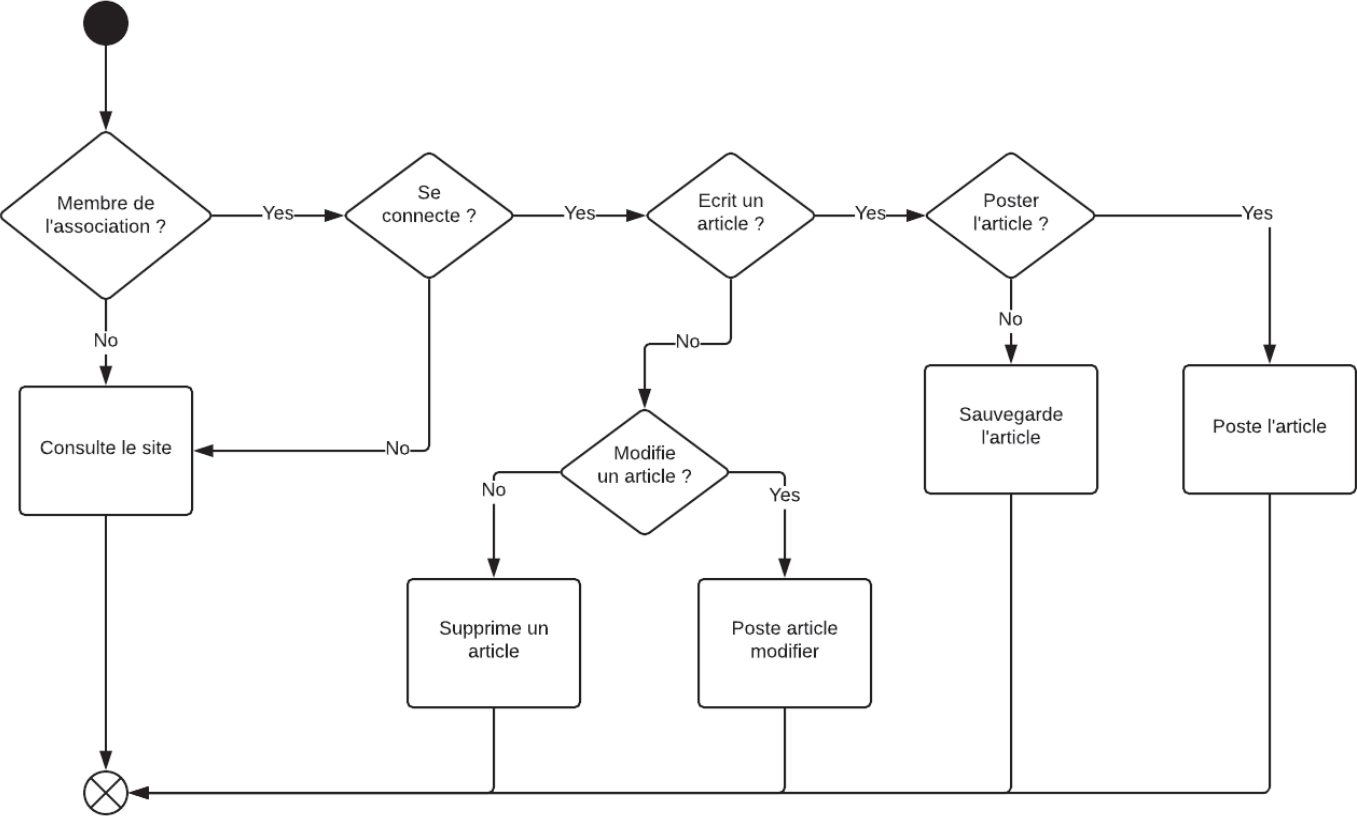 Membre de
l'association ?
Yes
Se
connecte ?
Yes
Ecrit un
article ?
Yes
Poster
l'article ?
Yes
No
No
No
Consulte le site
No
Sauvegarde
l'article
Poste l'article
Modifie
un article ?
No
Yes
Supprime un
article
Poste article
modifier